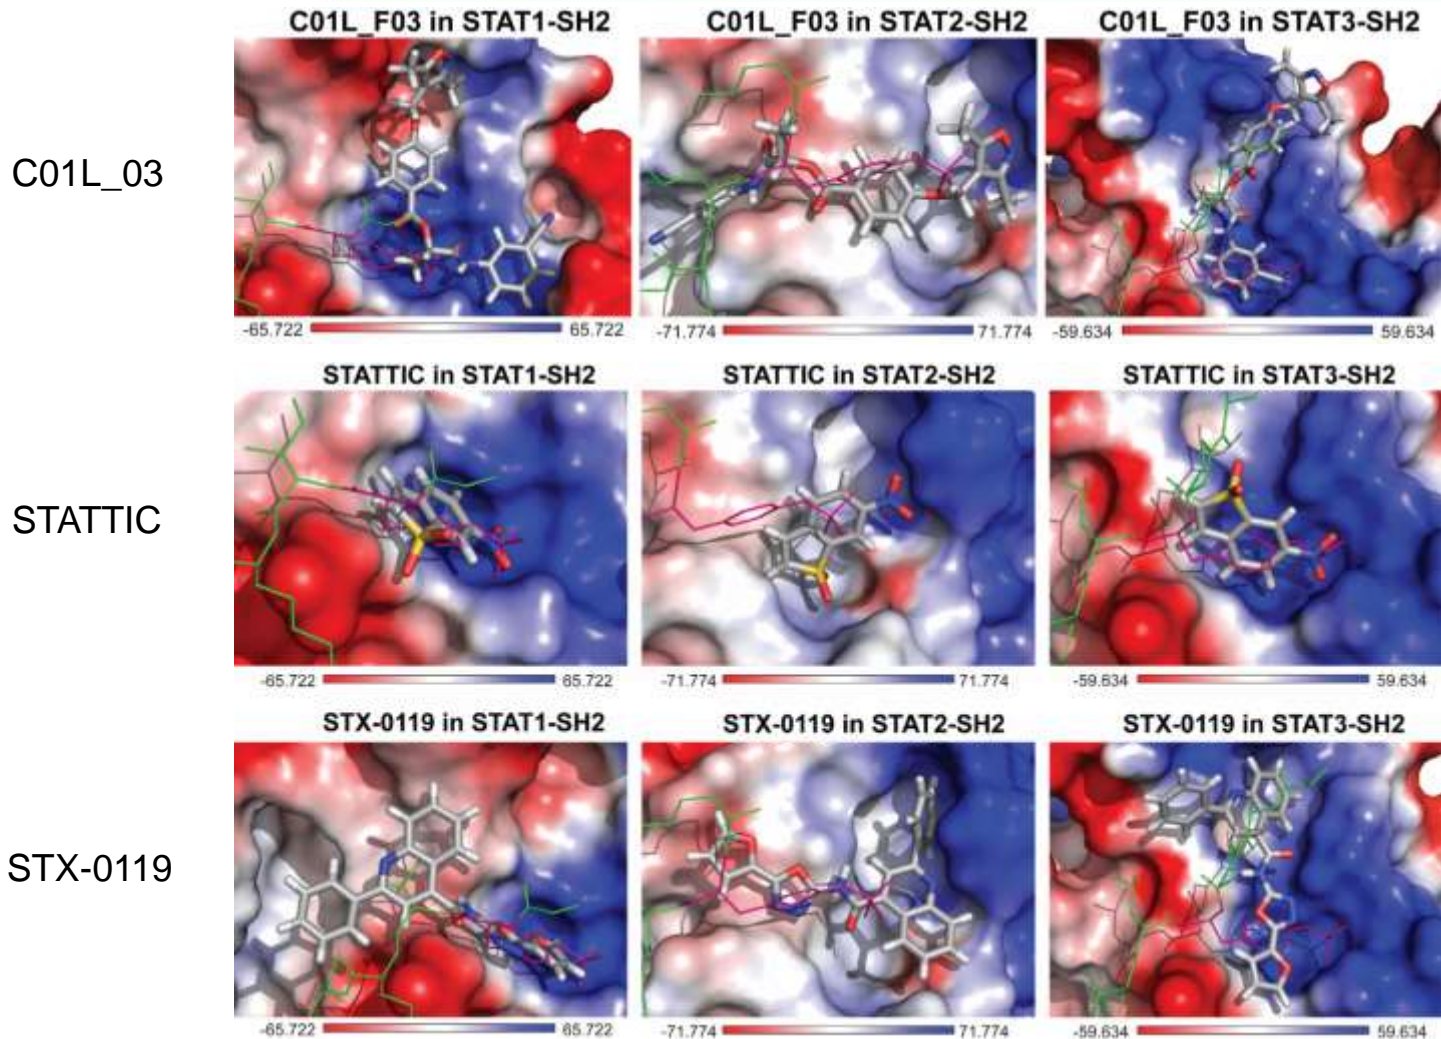 C01L_F03 in STAT1-SH2 C01L_F03 in STAT2-SH2 C01L_F03 in STAT3-SH2
C01L_03
-65.722 65.722 -71.774 71.774 -59.634 59.634
STATTIC in STAT1-SH2 STATTIC in STAT2-SH2 STATTIC in STAT3-SH2
STATTIC
-65.722 65.722 -71.774 71.774 -59.634 59.634
STX-0119 in STAT1-SH2 STX-0119 in STAT2-SH2 STX-0119 in STAT3-SH2
STX-0119
-65.722 65.722 -71.774 71.774 -59.634 59.634